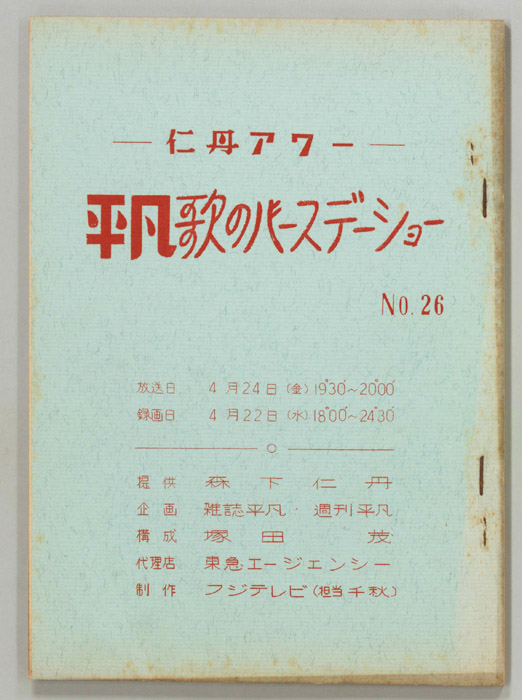 ―仁丹アワー―
平凡歌のバースデーショー
No. 26
放送日 4月24日(金)19°30′~20°00′
録画日 4月22日(水)18°00′~24°30′
提供 森下仁丹
企画 雑誌平凡・週刊平凡
構成 塚田茂
代理店 東急エージェンシー
制作 フジテレビ(担当千秋)